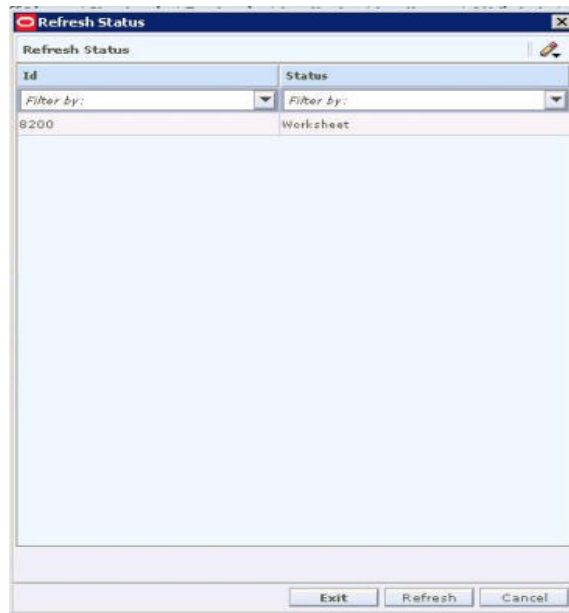 Refresh Status
Refresh Status
Id Status
Filter by: Filter by:
8200 Worksheet
Exit Refresh Cancel